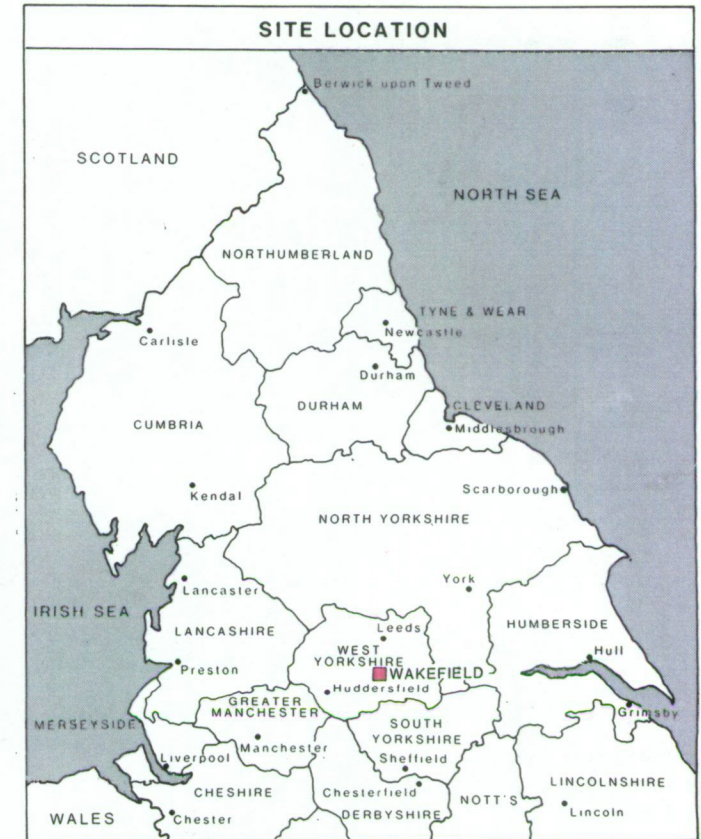 SITE LOCATION
Berwick upon Tweed
SCOTLAND
NORTH SEA
NORTHUMBERLAND
TYNE & WEAR
Newcastle
Carlisle
Durham
DURHAM
CLEVELAND
CUMBRIA
Middlesbrough
Kendal
Scarborough
NORTH YORKSHIRE
York
Lancaster
IRISH SEA
HUMBERSIDE
LANCASHIRE
Leeds
WEST
YORKSHIRE
Hull
Preston
WAKEFIELD
Huddersfield
GREATER
MANCHESTER
Grimsby
MERSEYSIDE
SOUTH
YORKSHIRE
Manchester
Liverpool
Sheffield
CHESHIRE
Chesterfield
LINCOLNSHIRE
NOTT'S
DERBYSHIRE
Lincoln
WALES
Chester